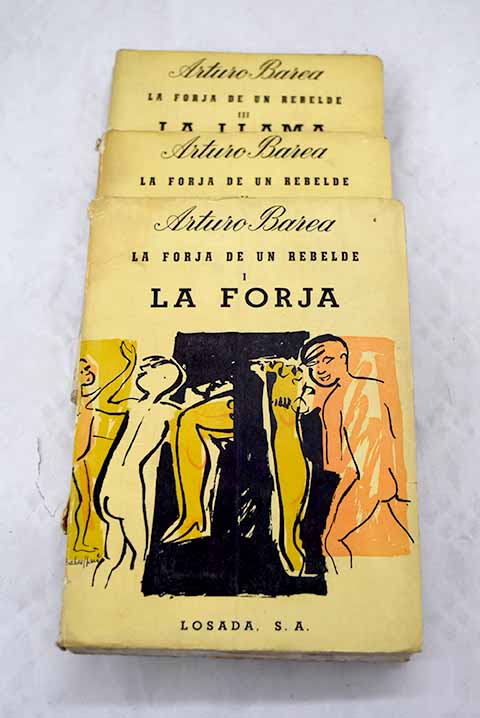 Arturo Barea
LA FORJA DE UN REBELDE
III
LA LLAMA
Arturo Barea
LA FORJA DE UN REBELDE
Arturo Barea
LA FORJA DE UN REBELDE
I
LA FORJA
LOSADA, S. A.